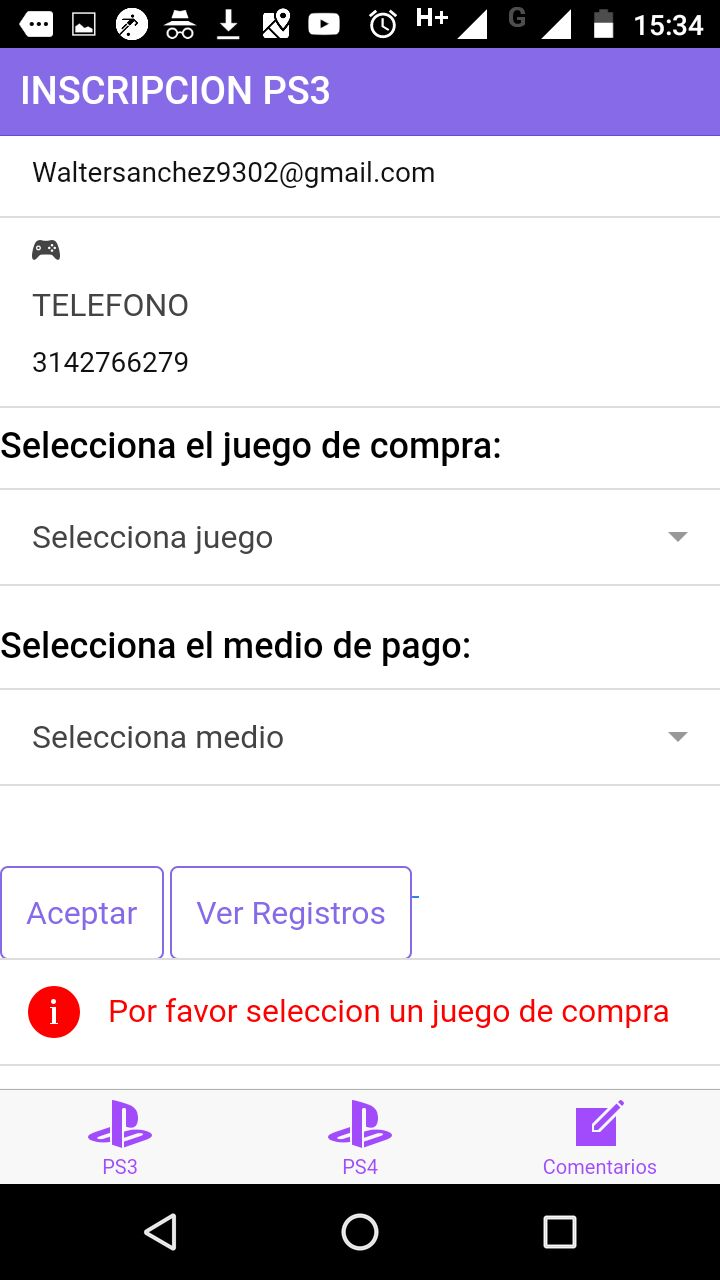 H+ G 15:34
INSCRIPCION PS3
Waltersanchez9302@gmail.com
TELEFONO
3142766279
Selecciona el juego de compra:
Selecciona juego
Selecciona el medio de pago:
Selecciona medio
Aceptar Ver Registros
i Por favor seleccion un juego de compra
PS3 PS4 Comentarios